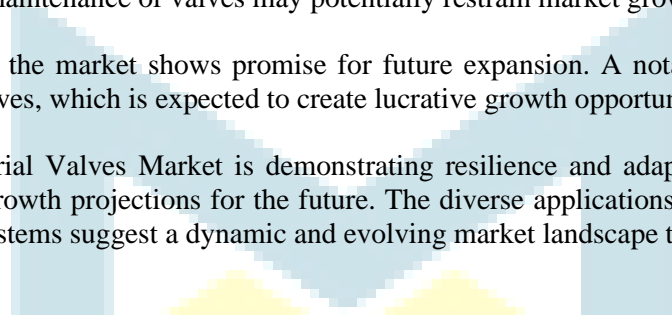 maintenance of valves may potentially restrain market grow
the market shows promise for future expansion. A nota
ves, which is expected to create lucrative growth opportun
rial Valves Market is demonstrating resilience and adap
rowth projections for the future. The diverse applications
stems suggest a dynamic and evolving market landscape t